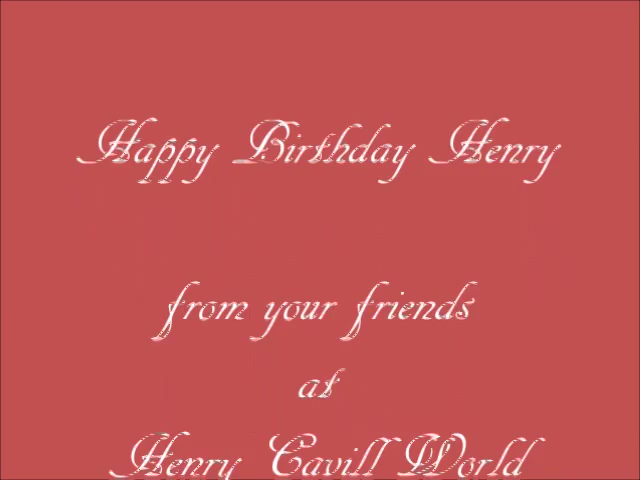 Happy Birthday Henry
from your friends
at
Henry Cavill World